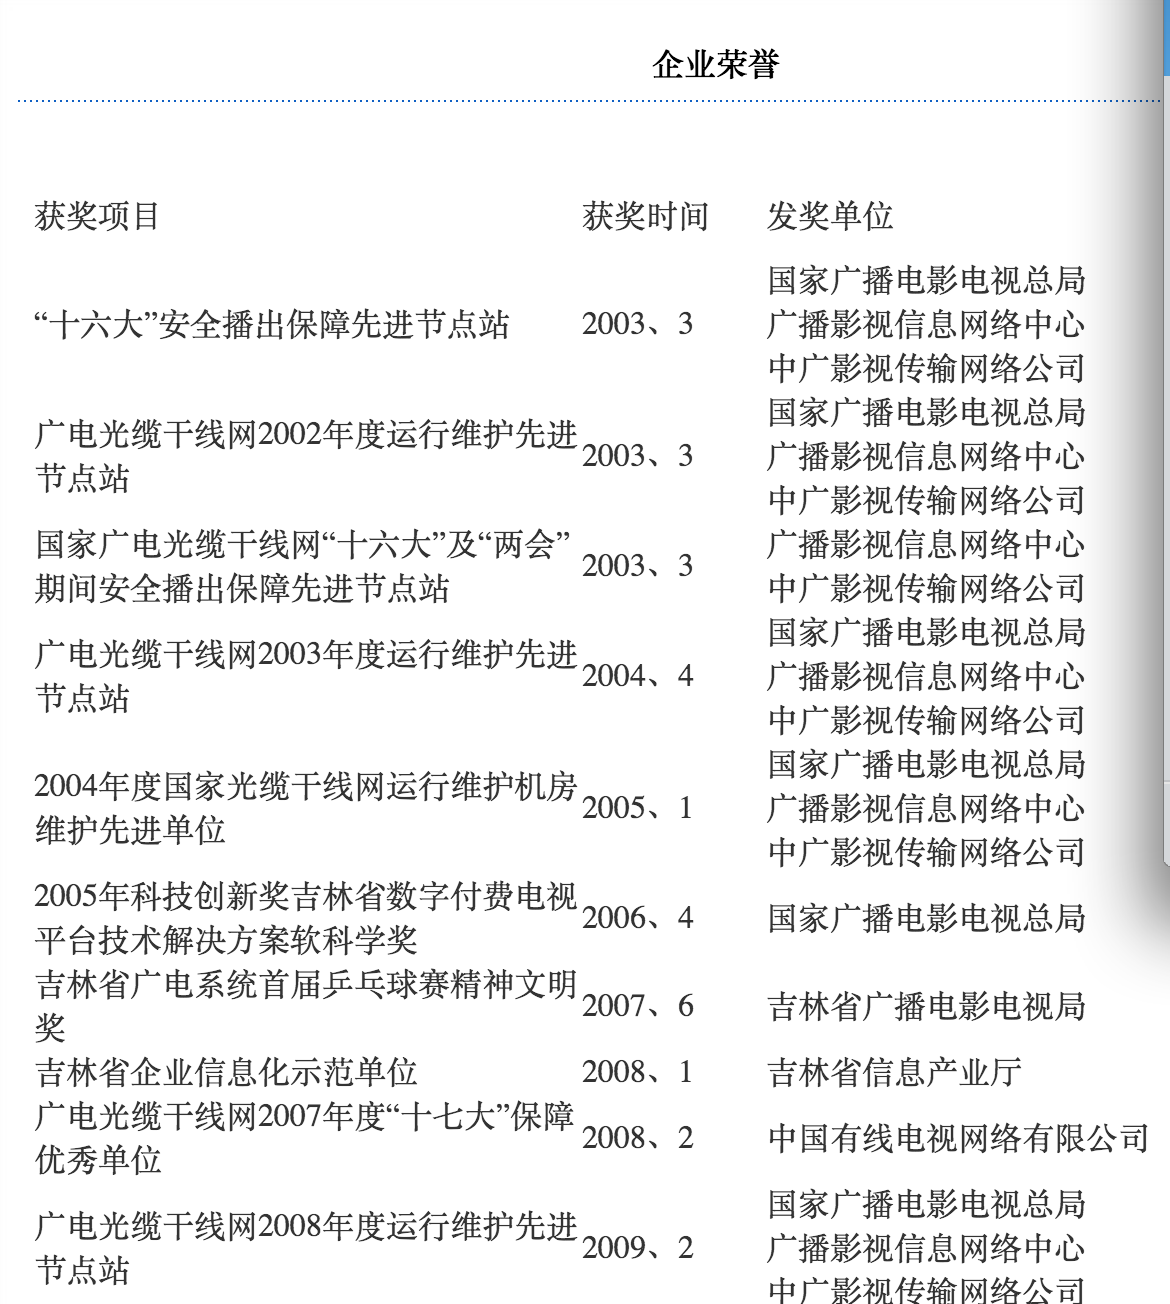 企业荣誉
获奖项目 获奖时间 发奖单位
“十六大”安全播出保障先进节点站 2003、3 国家广播电影电视总局
广播影视信息网络中心
中广影视传输网络公司
广电光缆干线网2002年度运行维护先进
节点站 2003、3 国家广播电影电视总局
广播影视信息网络中心
中广影视传输网络公司
国家广电光缆干线网“十六大”及“两会”
期间安全播出保障先进节点站 2003、3 广播影视信息网络中心
中广影视传输网络公司
广电光缆干线网2003年度运行维护先进
节点站 2004、4 国家广播电影电视总局
广播影视信息网络中心
中广影视传输网络公司
2004年度国家光缆干线网运行维护机房
维护先进单位 2005、1 国家广播电影电视总局
广播影视信息网络中心
中广影视传输网络公司
2005年科技创新奖吉林省数字付费电视
平台技术解决方案软科学奖 2006、4 国家广播电影电视总局
吉林省广电系统首届乒乓球赛精神文明
奖 2007、6 吉林省广播电影电视局
吉林省企业信息化示范单位 2008、1 吉林省信息产业厅
广电光缆干线网2007年度“十七大”保障
优秀单位 2008、2 中国有线电视网络有限公司
广电光缆干线网2008年度运行维护先进
节点站 2009、2 国家广播电影电视总局
广播影视信息网络中心
中广影视传输网络公司